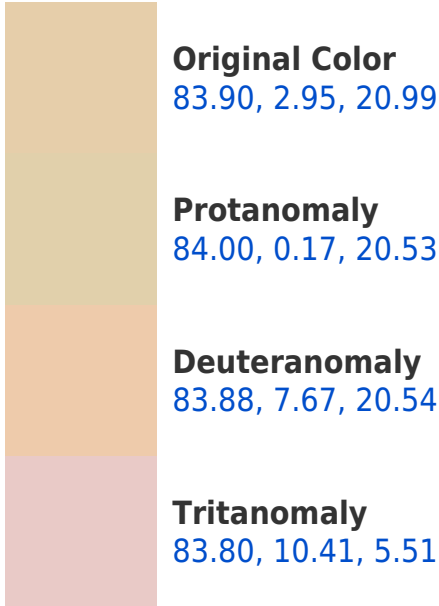 Original Color
83.90, 2.95, 20.99
Protanomaly
84.00, 0.17, 20.53
Deuteranomaly
83.88, 7.67, 20.54
Tritanomaly
83.80, 10.41, 5.51